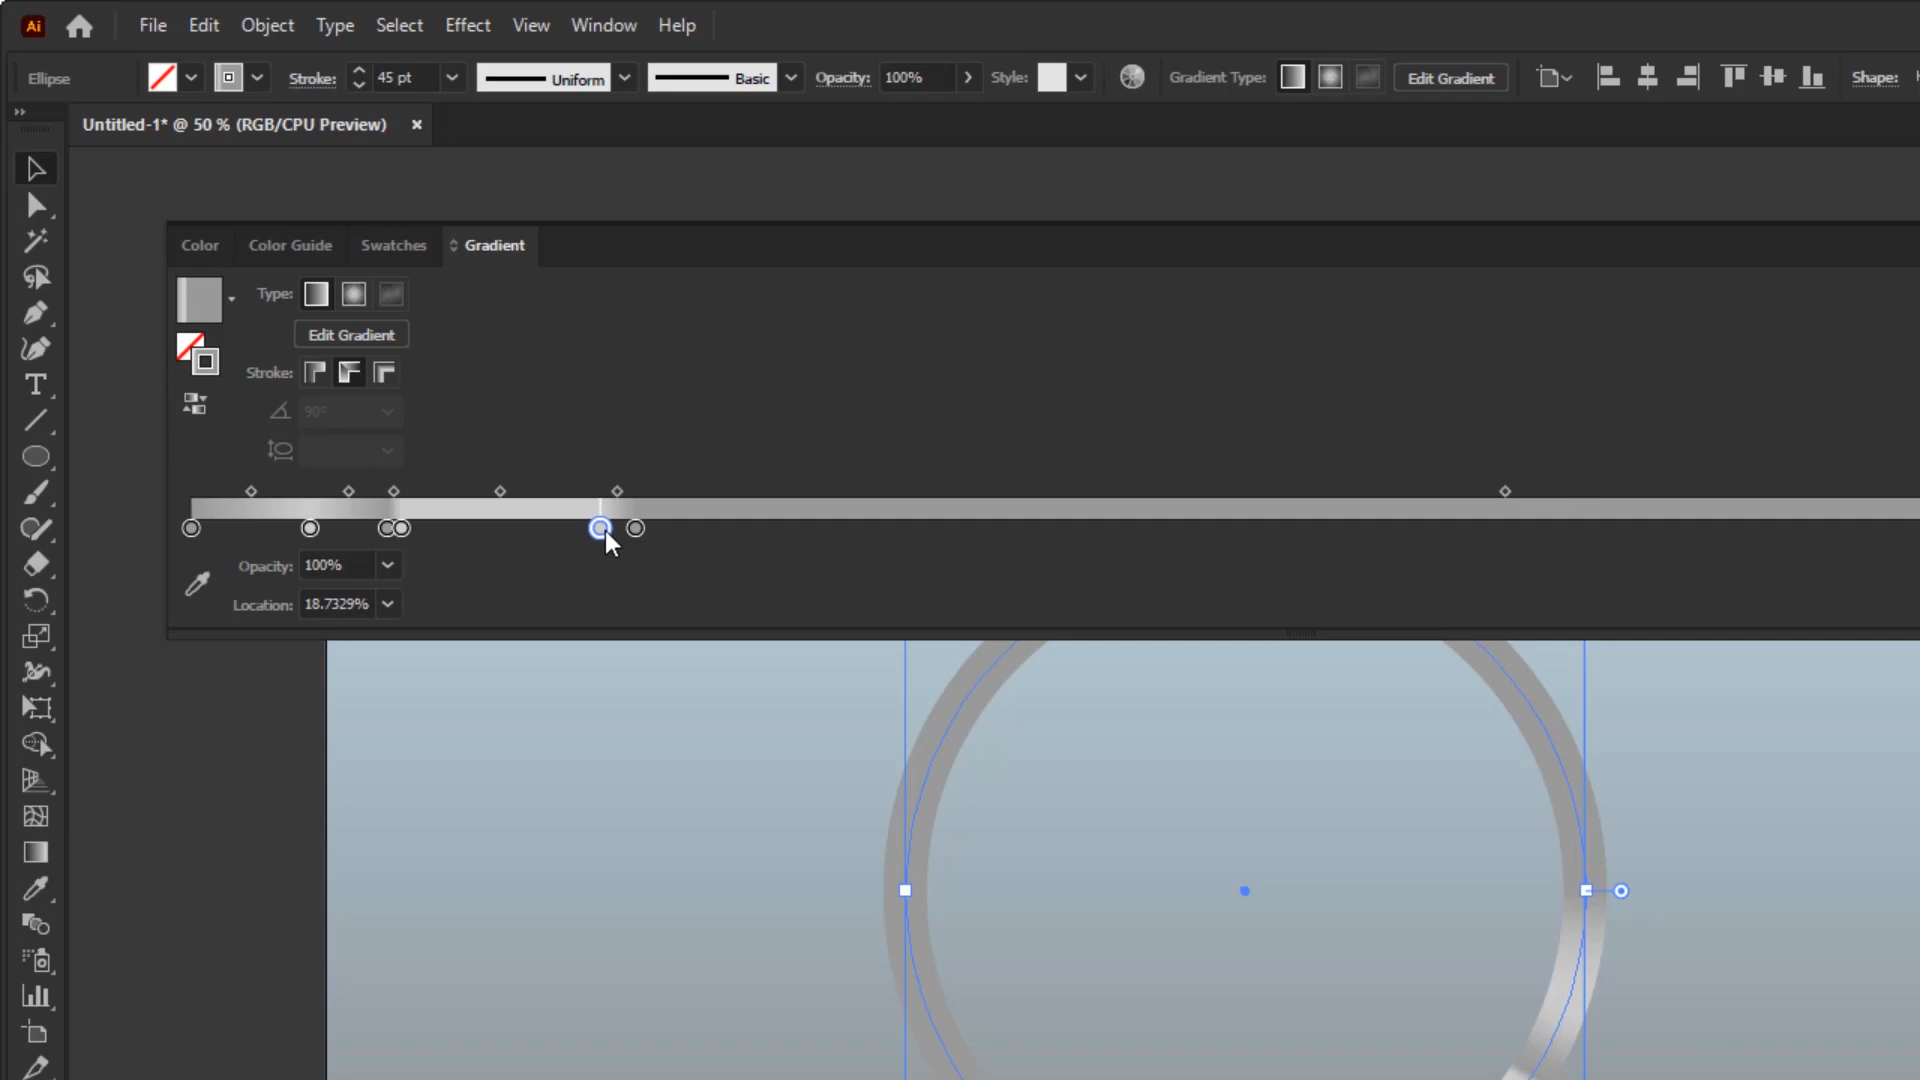 Ai File Edit Object Type Select Effect View Window Help
Ellipse Stroke: 45 pt Uniform Basic Opacity: 100% Style: Gradient Type: Edit Gradient Shape:
Untitled-1* @ 50 % (RGB/CPU Preview) ×
Color Color Guide Swatches Gradient
Type:
Edit Gradient
Stroke:
90°
Opacity: 100%
Location: 18.7329%